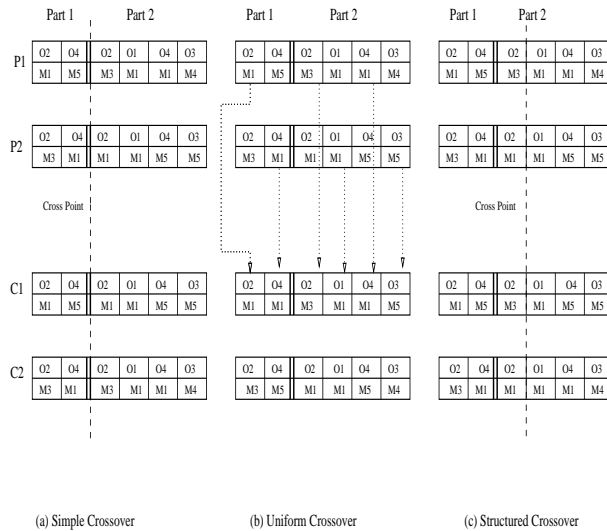 Part 1 Part 2 Part 1 Part 2 Part 1 Part 2
P1 O2 O4 O2 O1 O4 O3 O2 O4 O2 O1 O4 O3 O2 O4 O2 O1 O4 O3
M1 M5 M3 M1 M1 M4 M1 M5 M3 M1 M1 M4 M1 M5 M3 M1 M1 M4
P2 O2 O4 O2 O1 O4 O3 O2 O4 O2 O1 O4 O3 O2 O4 O2 O1 O4 O3
M3 M1 M1 M1 M5 M5 M3 M1 M1 M1 M5 M5 M3 M1 M1 M1 M5 M5
Cross Point Cross Point
C1 O2 O4 O2 O1 O4 O3 O2 O4 O2 O1 O4 O3 O2 O4 O2 O1 O4 O3
M1 M5 M1 M1 M5 M5 M1 M1 M3 M1 M1 M5 M1 M5 M3 M1 M5 M5
C2 O2 O4 O2 O1 O4 O3 O2 O4 O2 O1 O4 O3 O2 O4 O2 O1 O4 O3
M3 M1 M3 M1 M1 M4 M3 M5 M1 M1 M5 M4 M3 M1 M1 M1 M1 M4
(a) Simple Crossover (b) Uniform Crossover (c) Structured Crossover